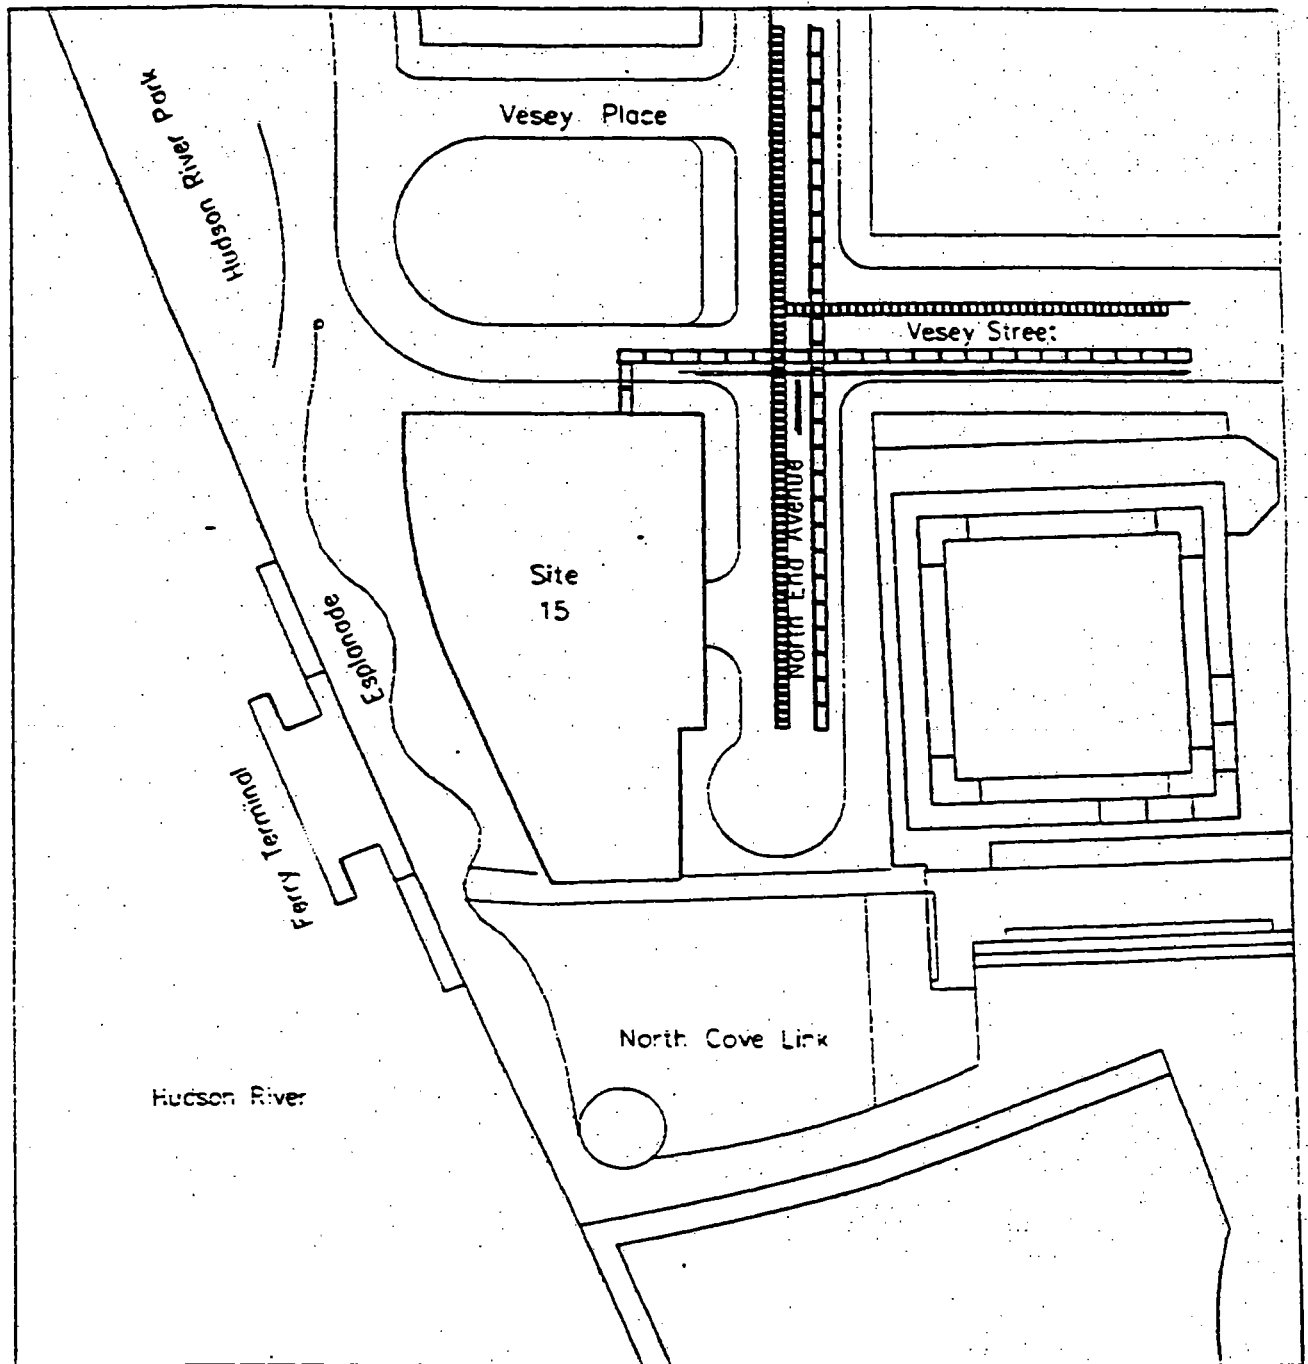 Vesey Place
Hudson River Park
Vesey Street
North End Avenue
Site
15
Esplanade
Ferry Terminal
North Cove Link
Hudson River